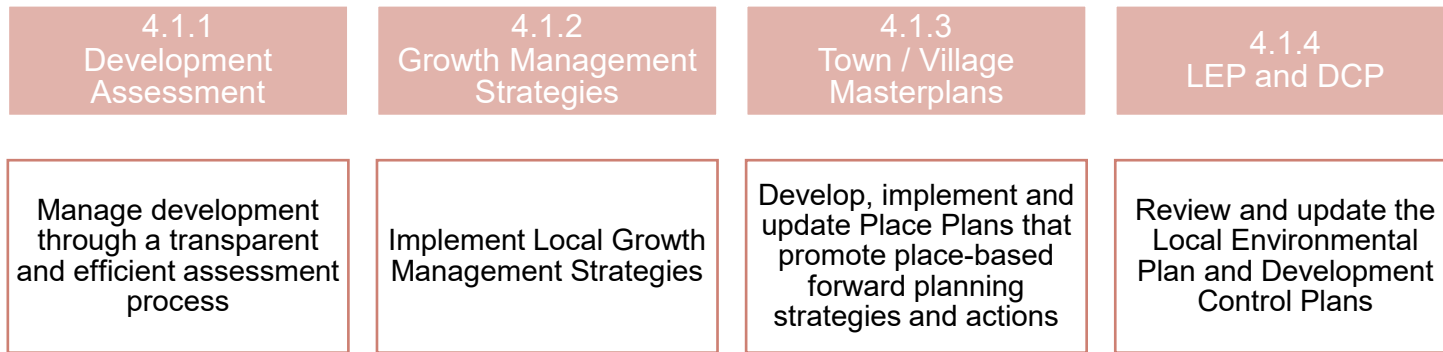 4.1.1
Development
Assessment
4.1.2
Growth Management
Strategies
4.1.3
Town / Village
Masterplans
4.1.4
LEP and DCP
Manage development
through a transparent
and efficient assessment
process
Implement Local Growth
Management Strategies
Develop, implement and
update Place Plans that
promote place-based
forward planning
strategies and actions
Review and update the
Local Environmental
Plan and Development
Control Plans